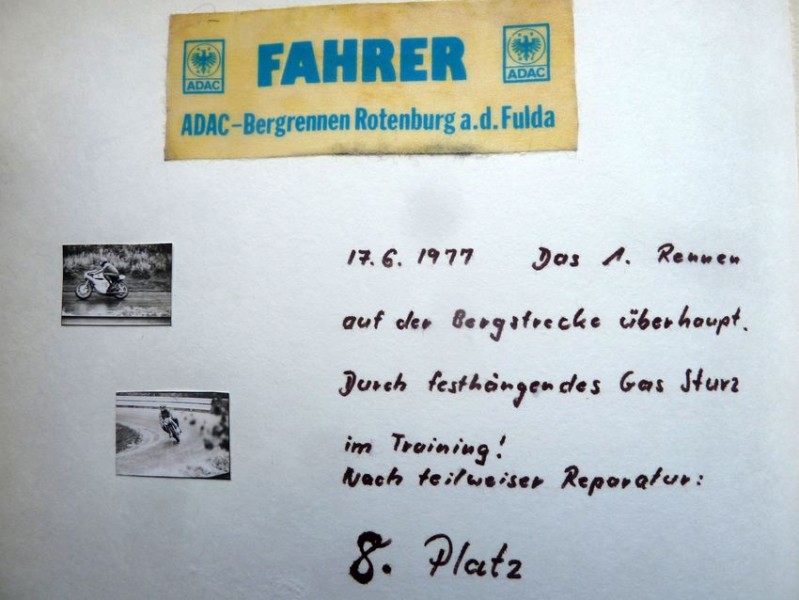 ADAC
FAHRER
ADAC
ADAC-Bergrennen Rotenburg a.d. Fulda
17.6. 1977 Das 1. Rennen
auf der Bergstrecke überhaupt.
Durch festhängendes Gas Sturz
im Training!
Nach teilweiser Reparatur:
8. Platz